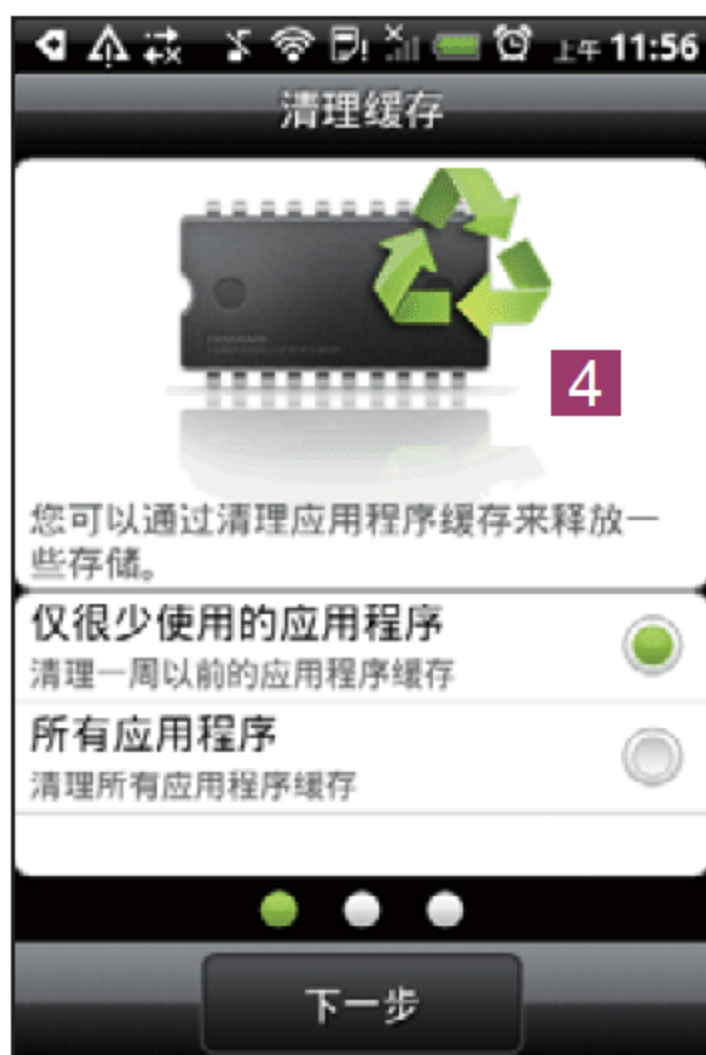 上午 11:56
清理缓存
4
您可以通过清理应用程序缓存来释放一
些存储。
仅很少使用的应用程序
清理一周以前的应用程序缓存
所有应用程序
清理所有应用程序缓存
下一步